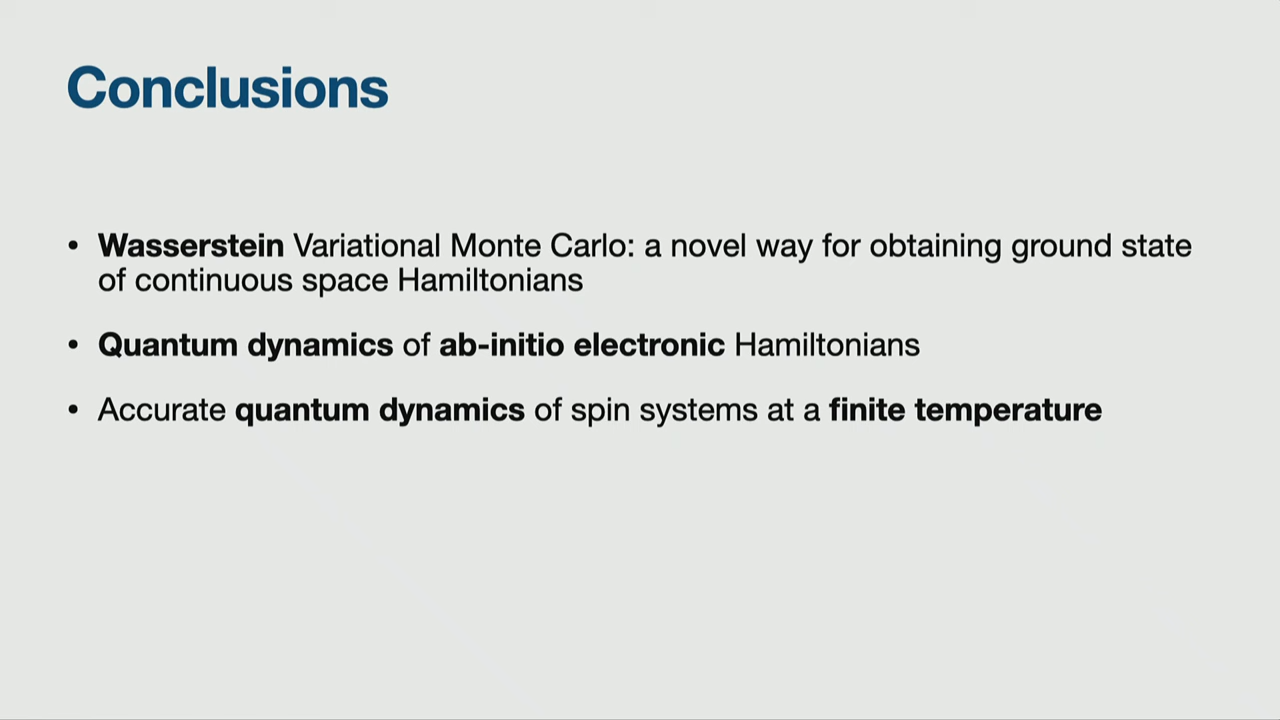 Conclusions
• Wasserstein Variational Monte Carlo: a novel way for obtaining ground state
of continuous space Hamiltonians
• Quantum dynamics of ab-initio electronic Hamiltonians
• Accurate quantum dynamics of spin systems at a finite temperature